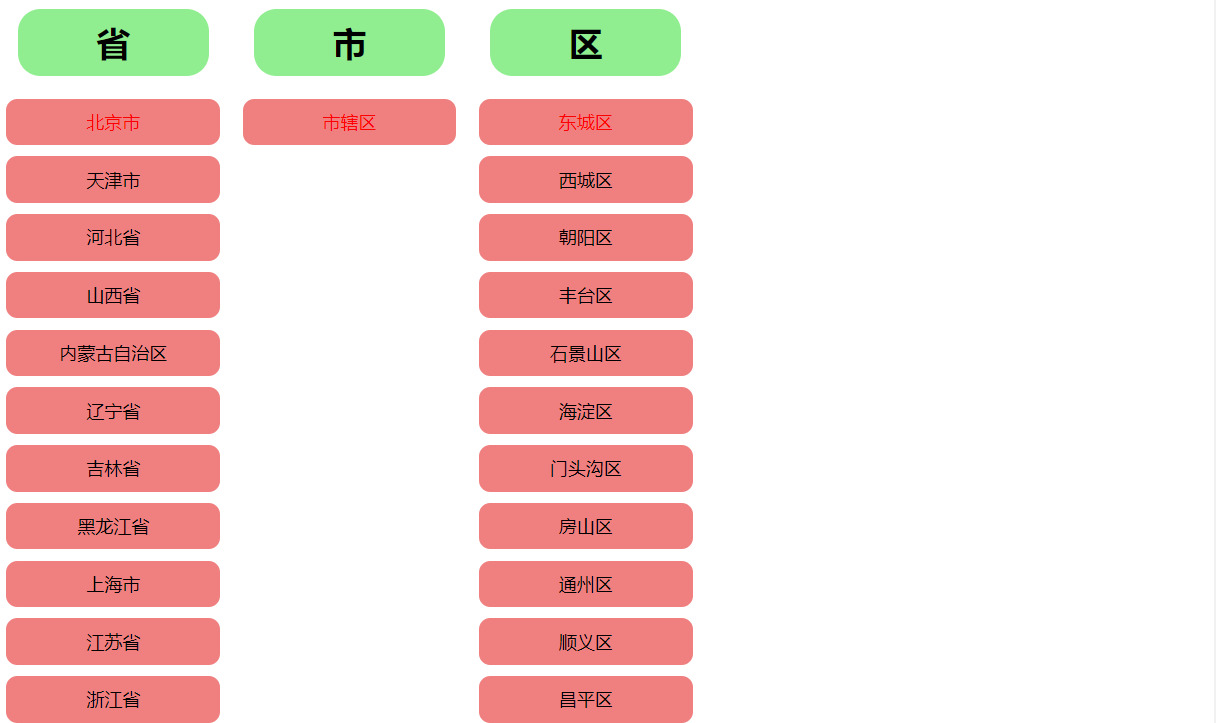 省 市 区
北京市 市辖区 东城区
天津市 西城区
河北省 朝阳区
山西省 丰台区
内蒙古自治区 石景山区
辽宁省 海淀区
吉林省 门头沟区
黑龙江省 房山区
上海市 通州区
江苏省 顺义区
浙江省 昌平区